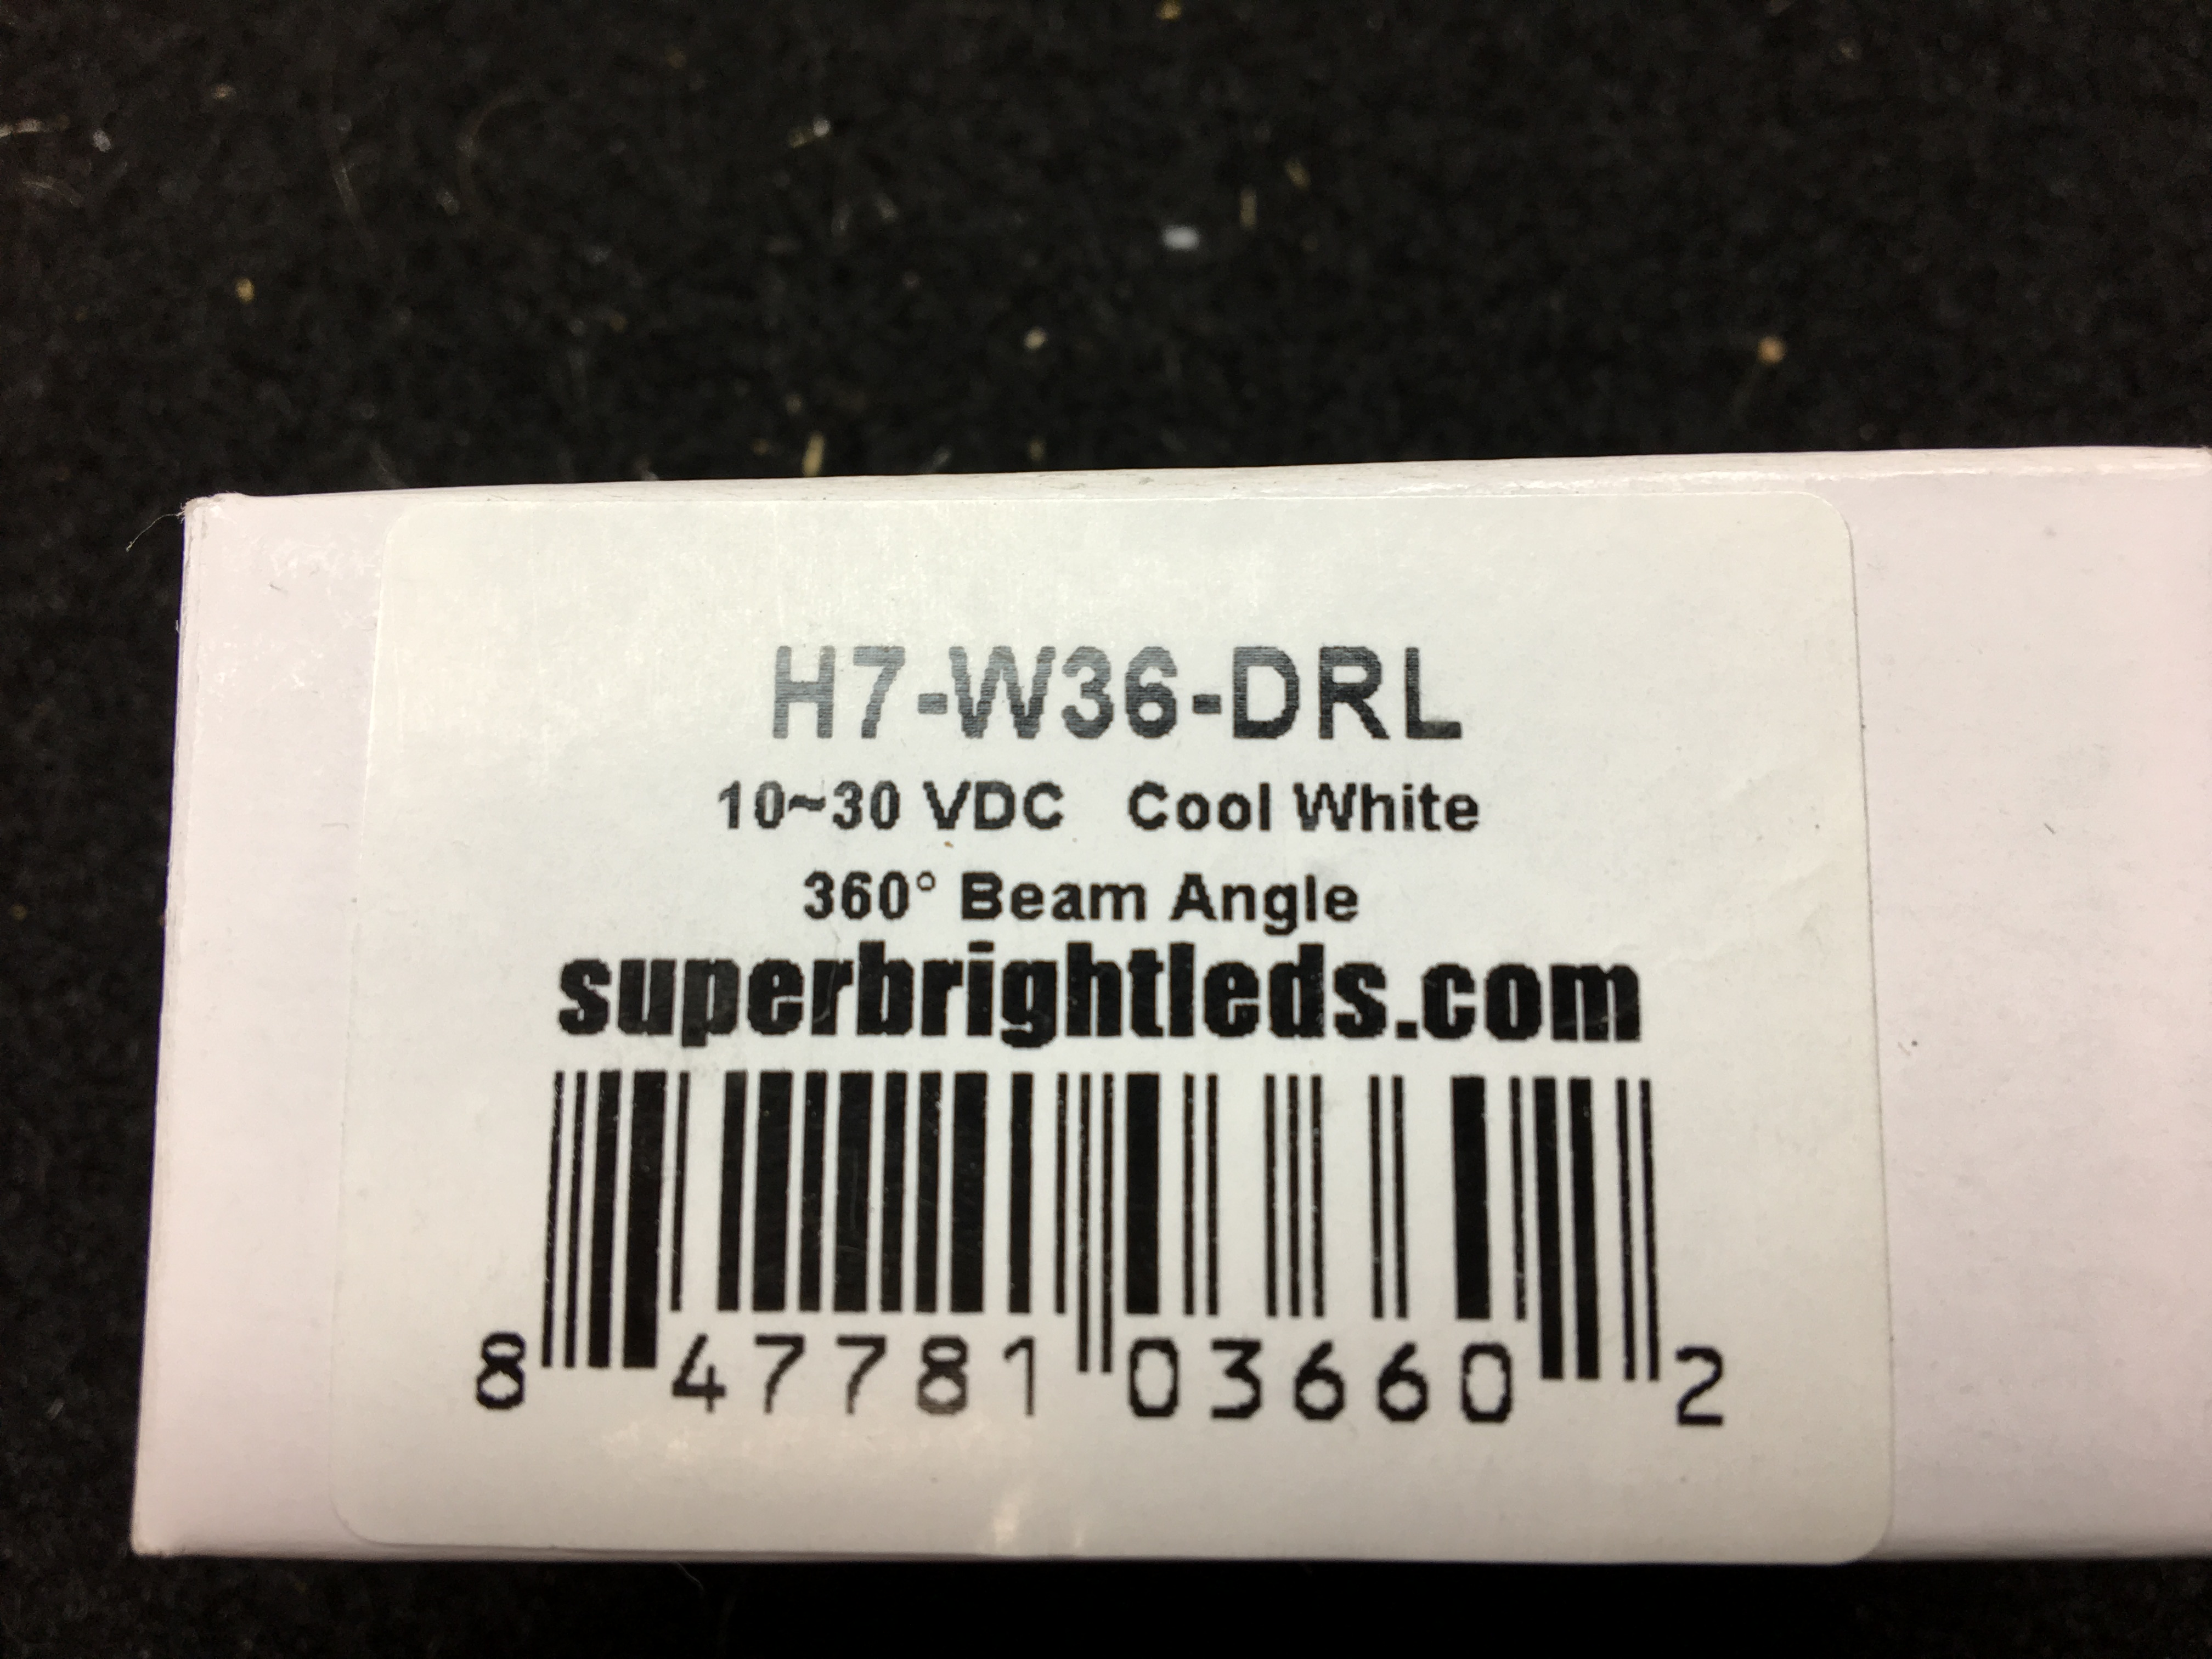 H7-W36-DRL
10~30 VDC Cool White
360° Beam Angle
superbrightleds.com
8 47781 03660 2